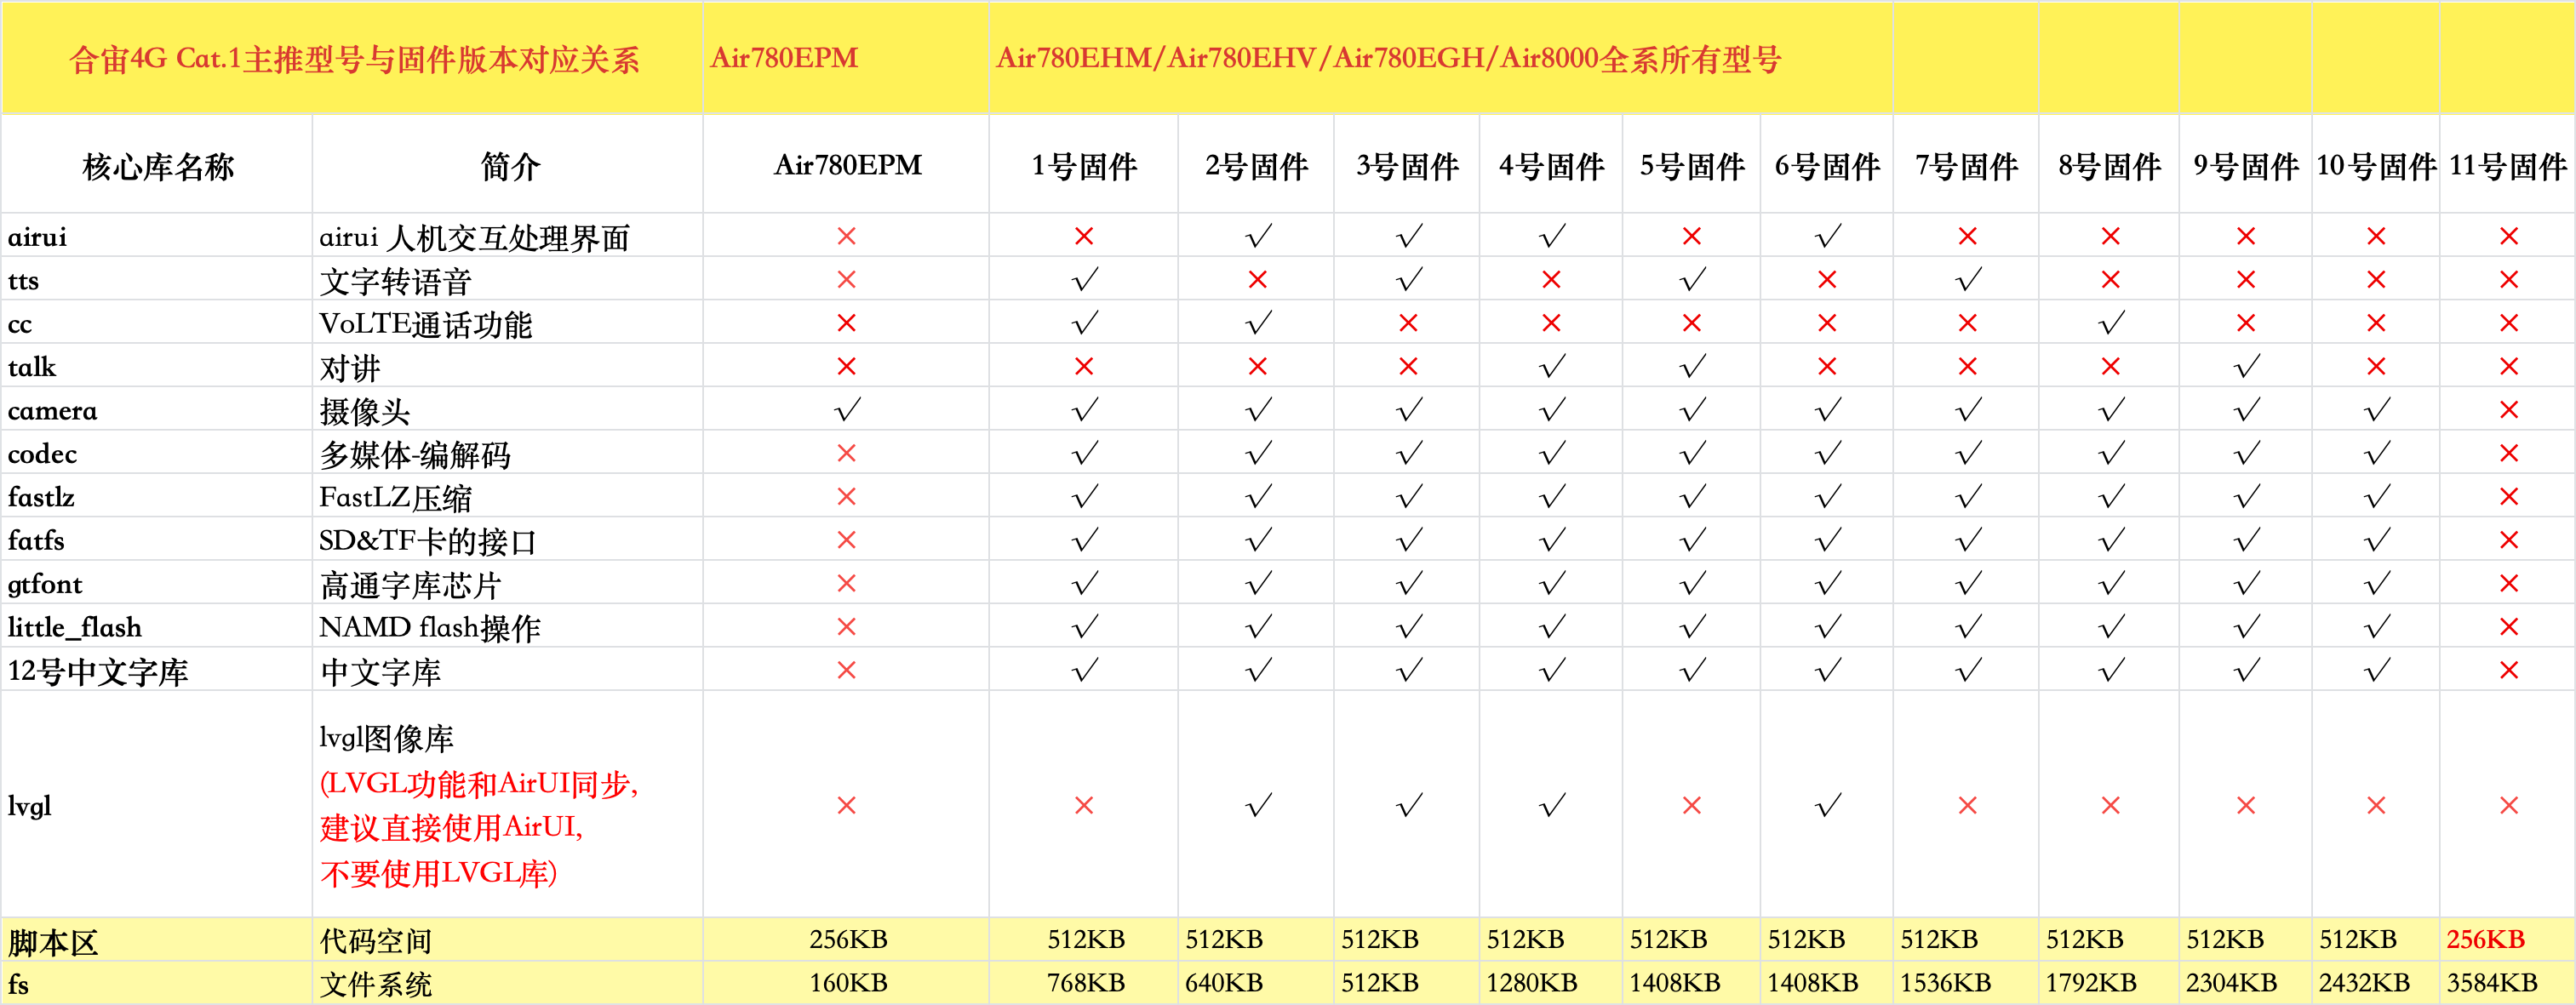 合宙4G Cat.1主推型号与固件版本对应关系 Air780EPM Air780EHM/Air780EHV/Air780EGH/Air8000全系所有型号
核心库名称 简介 Air780EPM 1号固件 2号固件 3号固件 4号固件 5号固件 6号固件 7号固件 8号固件 9号固件 10号固件 11号固件
airui airui 人机交互处理界面 × × √ √ √ × √ × × × × ×
tts 文字转语音 × √ × √ × √ × √ × × × ×
cc VoLTE通话功能 × √ √ × × × × × √ × × ×
talk 对讲 × × × × √ √ × × × √ × ×
camera 摄像头 √ √ √ √ √ √ √ √ √ √ √ ×
codec 多媒体-编解码 × √ √ √ √ √ √ √ √ √ √ ×
fastlz FastLZ压缩 × √ √ √ √ √ √ √ √ √ √ ×
fatfs SD&TF卡的接口 × √ √ √ √ √ √ √ √ √ √ ×
gtfont 高通字库芯片 × √ √ √ √ √ √ √ √ √ √ ×
little_flash NAMD flash操作 × √ √ √ √ √ √ √ √ √ √ ×
12号中文字库 中文字库 × √ √ √ √ √ √ √ √ √ √ ×
lvgl图像库
(LVGL功能和AirUI同步,
lvgl × × √ √ √ × √ × × × × ×
建议直接使用AirUI,
不要使用LVGL库)
脚本区 代码空间 256KB 512KB 512KB 512KB 512KB 512KB 512KB 512KB 512KB 512KB 512KB 256KB
fs 文件系统 160KB 768KB 640KB 512KB 1280KB 1408KB 1408KB 1536KB 1792KB 2304KB 2432KB 3584KB